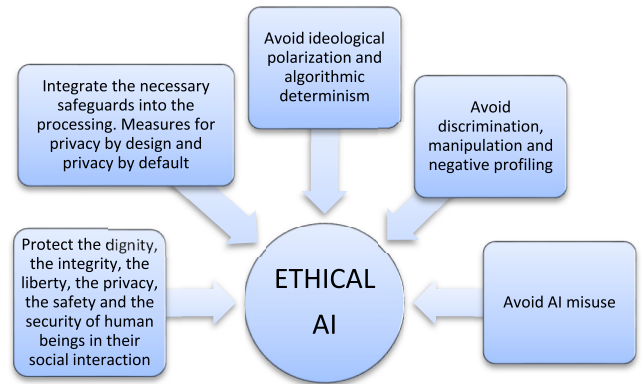 Avoid ideological
polarization and
algorithmic
determinism
Integrate the necessary
safeguards into the
processing. Measures for
privacy by design and
privacy by default
Avoid
discrimination,
manipulation and
negative profiling
Protect the dignity,
the integrity, the
liberty, the privacy,
the safety and the
security of human
beings in their
social interaction
ETHICAL
AI
Avoid AI misuse